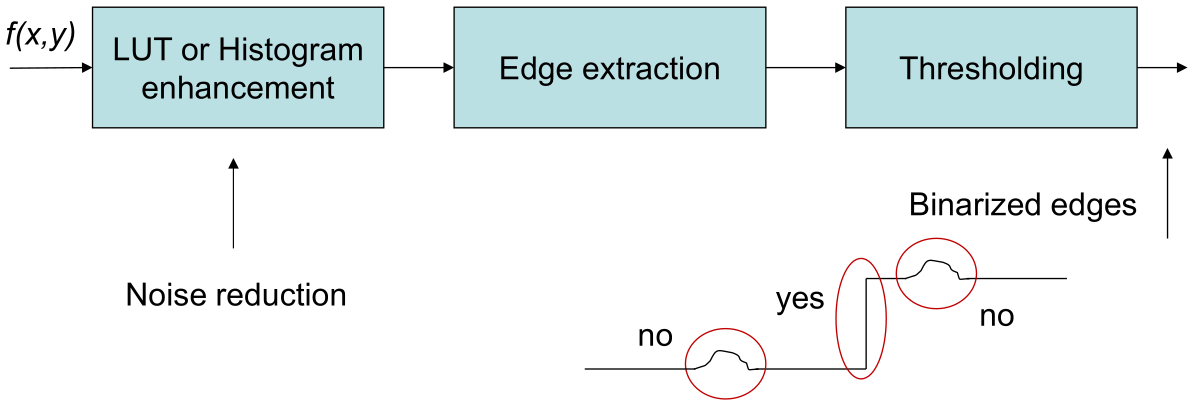 f(x,y)
LUT or Histogram
enhancement
Edge extraction
Thresholding
Binarized edges
Noise reduction
yes
no
no